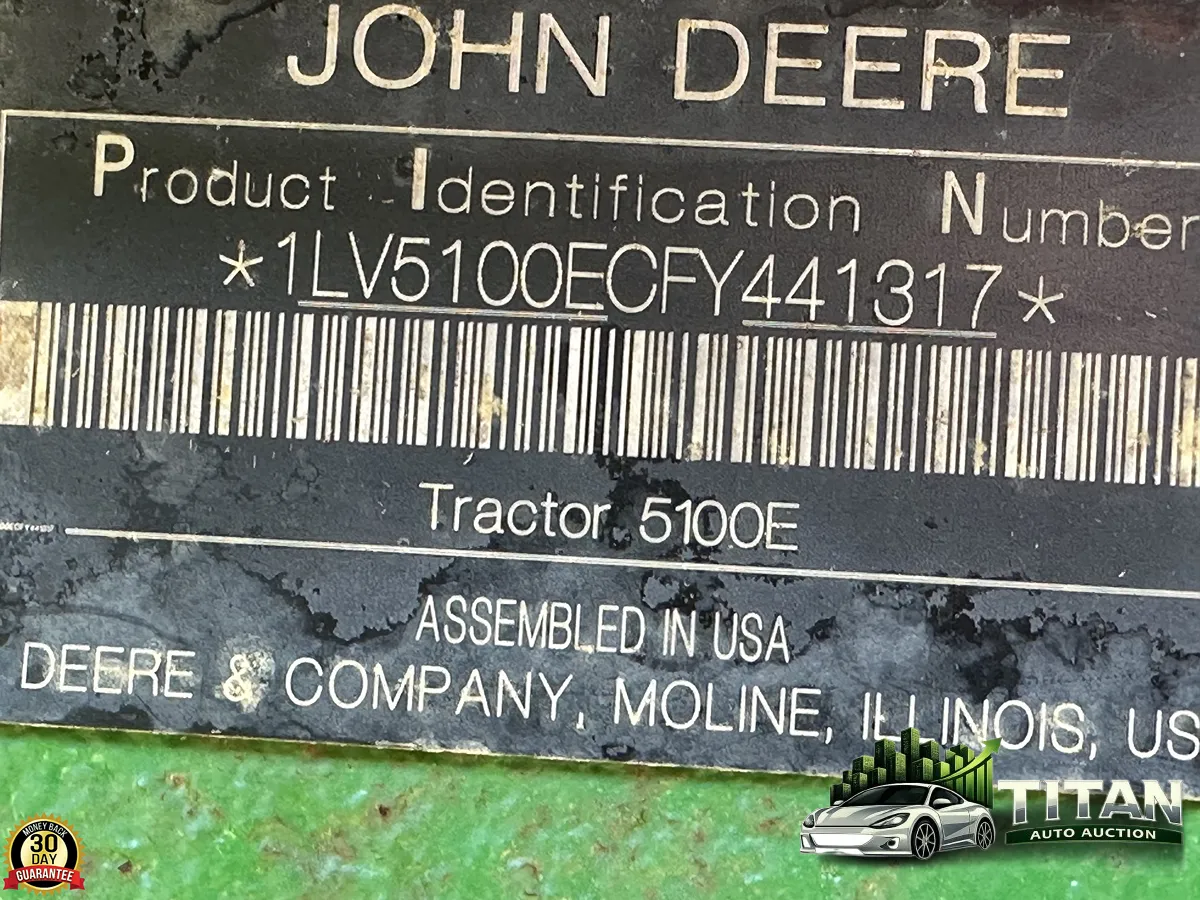 JOHN DEERE
Product Identification Number
*1LV5100ECFY441317*
Tractor 5100E
ASSEMBLED IN USA
DEERE & COMPANY, MOLINE, ILLINOIS, US
TITAN
AUTO AUCTION
MONEY BACK
30
DAY
GUARANTEE